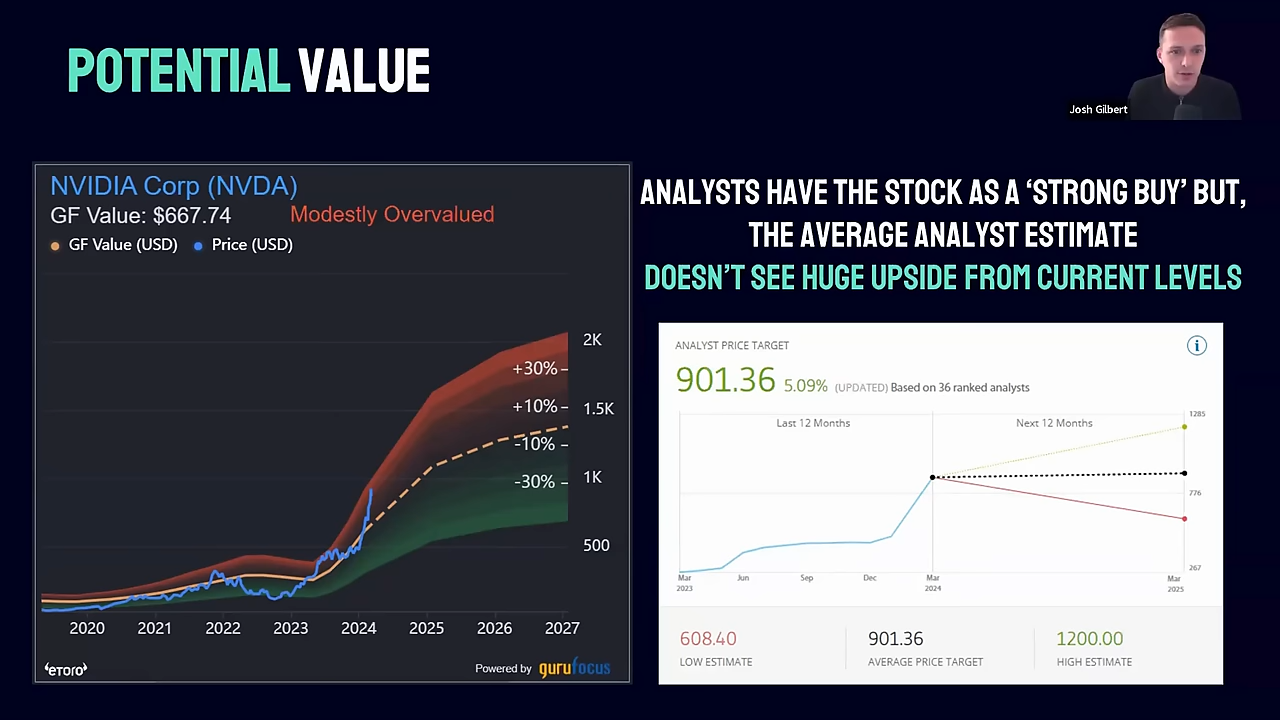 POTENTIAL VALUE
Josh Gilbert
NVIDIA Corp (NVDA)
GF Value: $667.74 Modestly Overvalued
GF Value (USD) Price (USD)
2K
+30%
+10%
1.5K
-10%
1K
-30%
500
2020 2021 2022 2023 2024 2025 2026 2027
eTORO
Powered by gurufocus
ANALYSTS HAVE THE STOCK AS A ‘STRONG BUY’ BUT,
THE AVERAGE ANALYST ESTIMATE
DOESN’T SEE HUGE UPSIDE FROM CURRENT LEVELS
ANALYST PRICE TARGET
i
901.36 5.09% (UPDATED) Based on 36 ranked analysts
Last 12 Months Next 12 Months
1285
776
267
Mar Jun Sep Dec Mar Mar
2023 2024 2025
608.40 901.36 1200.00
LOW ESTIMATE AVERAGE PRICE TARGET HIGH ESTIMATE